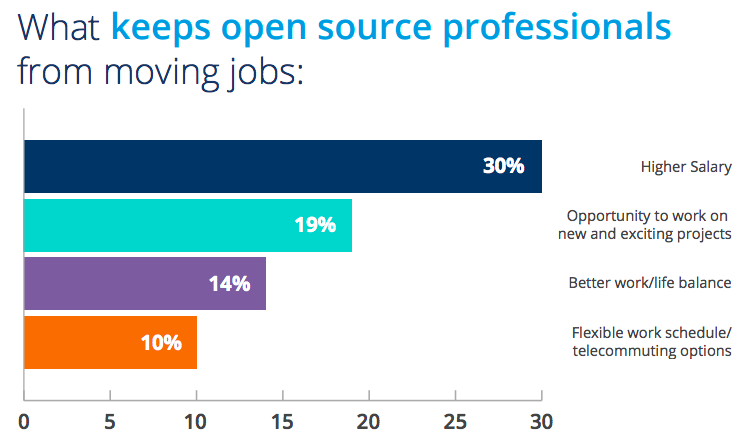 What keeps open source professionals
from moving jobs:
30%
Higher Salary
19%
Opportunity to work on
new and exciting projects
14%
Better work/life balance
10%
Flexible work schedule/
telecommuting options
0 5 10 15 20 25 30